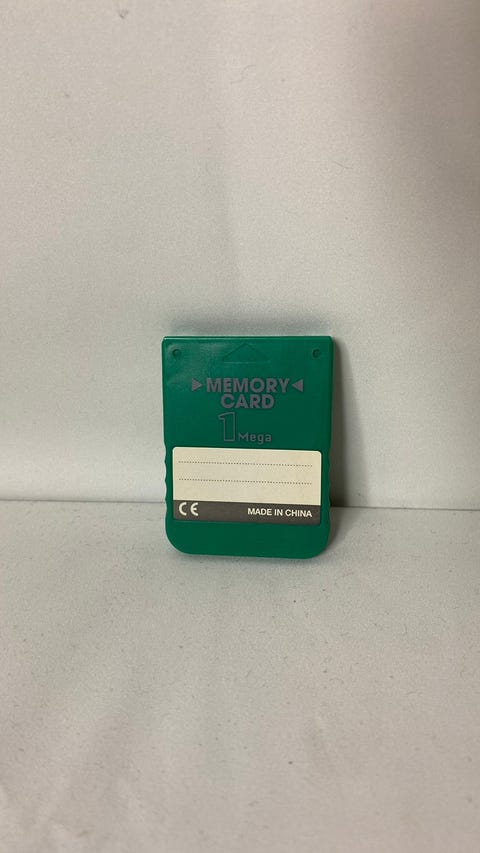 ▶MEMORY◀
CARD
1 Mega
CE
MADE IN CHINA